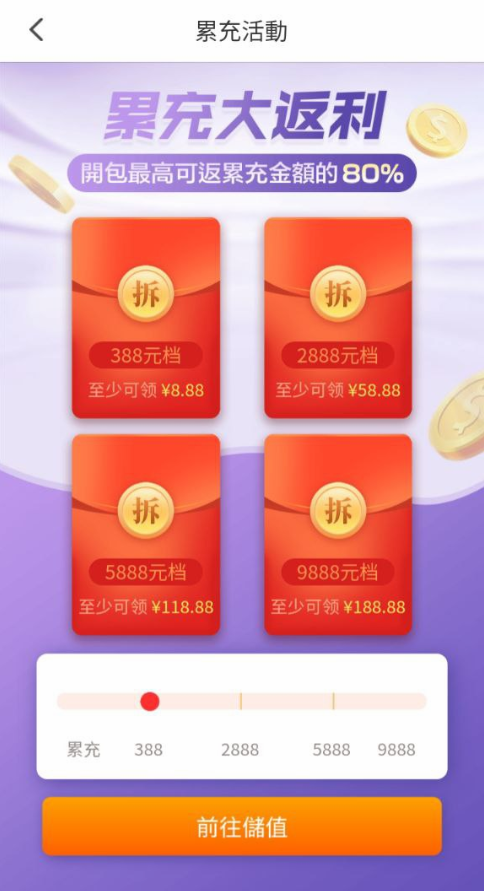 累充活動
累充大返利
開包最高可返累充金額的80%
拆
388元档
至少可领 ¥8.88
拆
2888元档
至少可领 ¥58.88
拆
5888元档
至少可领 ¥118.88
拆
9888元档
至少可领 ¥188.88
累充 388 2888 5888 9888
前往儲值